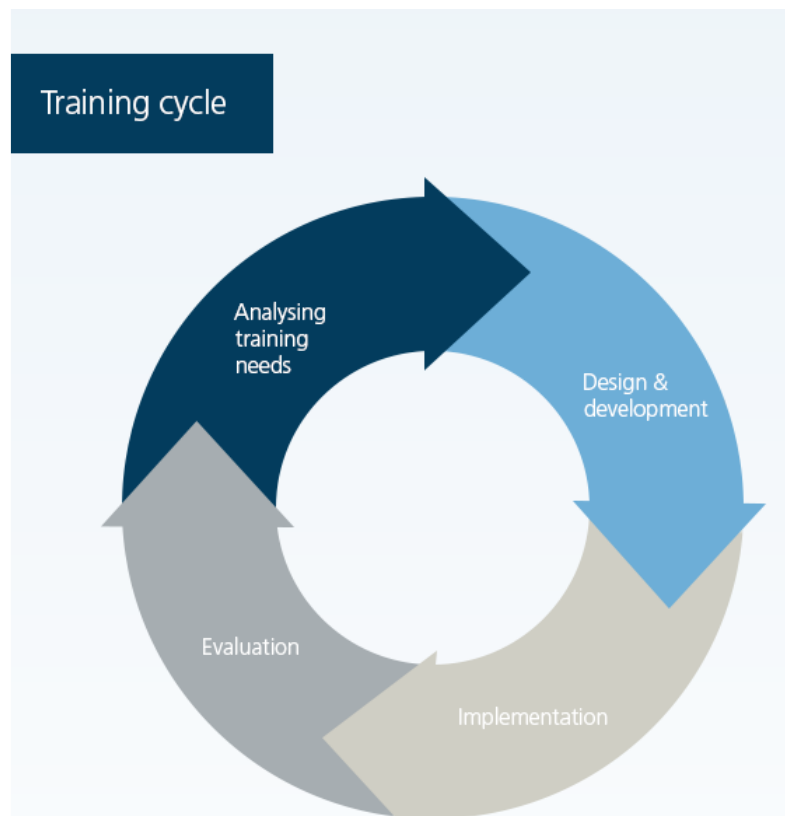 Training cycle
Analysing
training
needs
Design &
development
Implementation
Evaluation